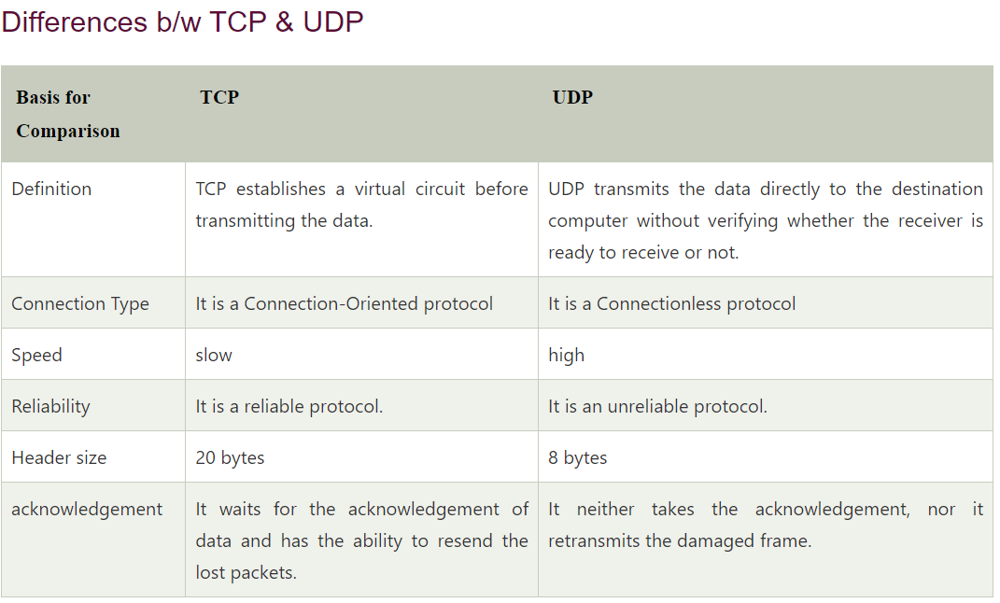 Differences b/w TCP & UDP
Basis for
Comparison
TCP
UDP
Definition
TCP establishes a virtual circuit before
transmitting the data.
UDP transmits the data directly to the destination
computer without verifying whether the receiver is
ready to receive or not.
Connection Type
It is a Connection-Oriented protocol
It is a Connectionless protocol
Speed
slow
high
Reliability
It is a reliable protocol.
It is an unreliable protocol.
Header size
20 bytes
8 bytes
acknowledgement
It waits for the acknowledgement of
data and has the ability to resend the
lost packets.
It neither takes the acknowledgement, nor it
retransmits the damaged frame.